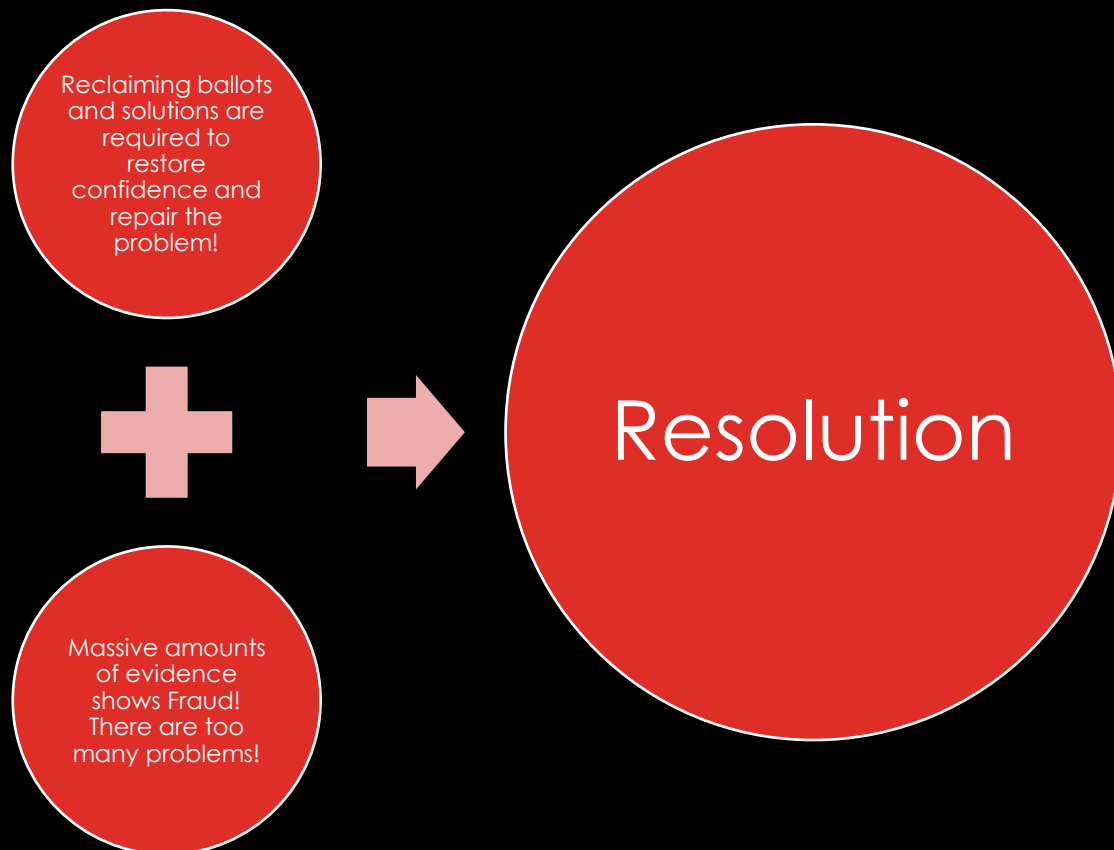 Reclaiming ballots
and solutions are
required to
restore
confidence and
repair the
problem!
Massive amounts
of evidence
shows Fraud!
There are too
many problems!
Resolution